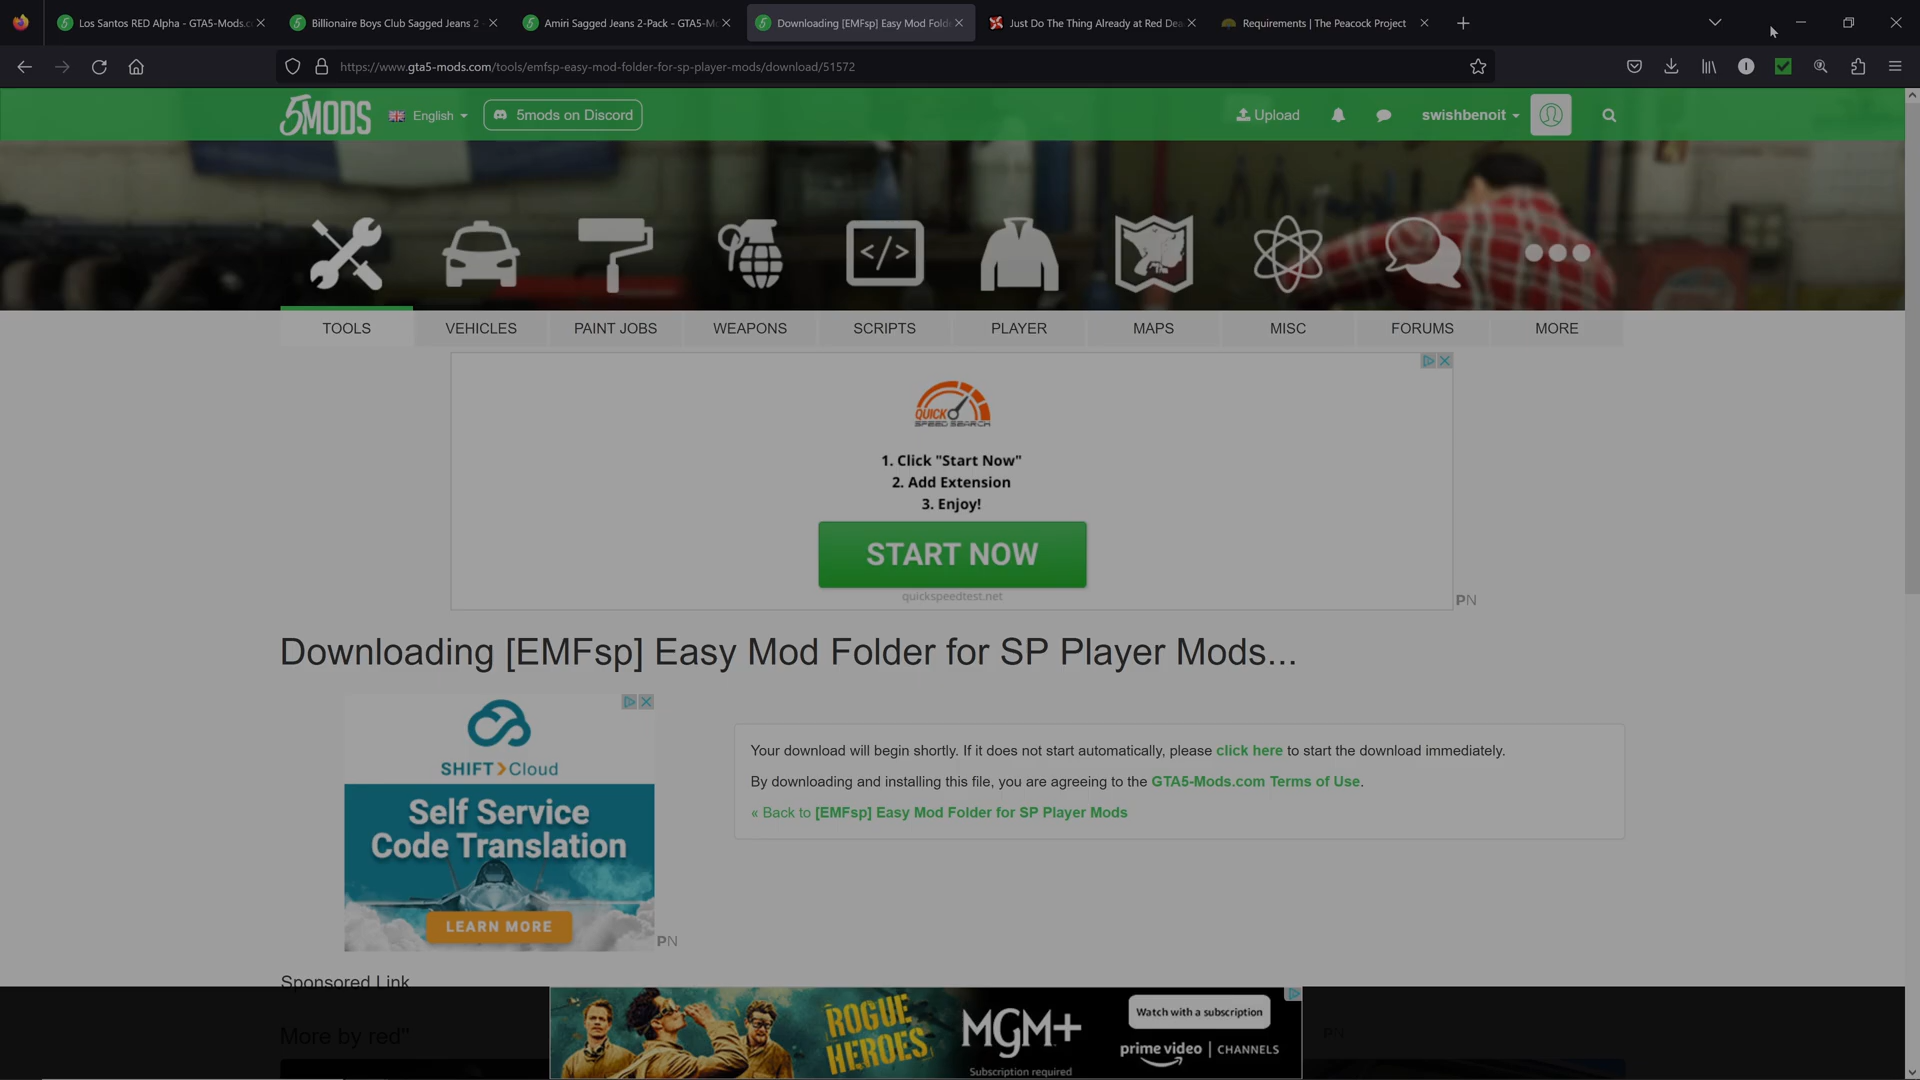 Los Santos RED Alpha - GTA5-Mods.c
Billionaire Boys Club Sagged Jeans 2 -
Amiri Sagged Jeans 2-Pack - GTA5-M
Downloading [EMFsp] Easy Mod Fold
Just Do The Thing Already at Red Dea
Requirements | The Peacock Project
https://www.gta5-mods.com/tools/emfsp-easy-mod-folder-for-sp-player-mods/download/51572
5MODS
English
5mods on Discord
Upload
swishbenoit
TOOLS
VEHICLES
PAINT JOBS
WEAPONS
SCRIPTS
PLAYER
MAPS
MISC
FORUMS
MORE
QUICK
SPEED SEARCH
1. Click "Start Now"
2. Add Extension
3. Enjoy!
START NOW
quickspeedtest.net
PN
Downloading [EMFsp] Easy Mod Folder for SP Player Mods...
SHIFT Cloud
Self Service
Code Translation
LEARN MORE
PN
Your download will begin shortly. If it does not start automatically, please click here to start the download immediately.
By downloading and installing this file, you are agreeing to the GTA5-Mods.com Terms of Use.
« Back to [EMFsp] Easy Mod Folder for SP Player Mods
Sponsored Link
More by red"
ROGUE
HEROES
MGM+
Subscription required
Watch with a subscription
prime video | CHANNELS
PN